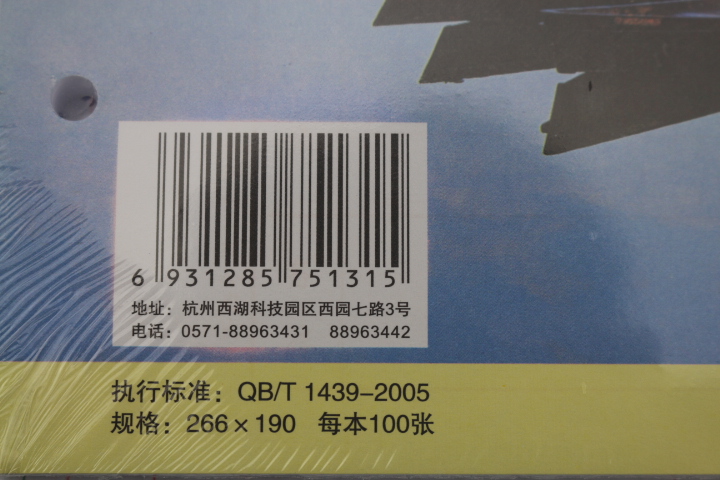 6 931285 751315
地址：杭州西湖科技园区西园七路3号
电话：0571-88963431 88963442
执行标准：QB/T 1439-2005
规格：266×190 每本100张